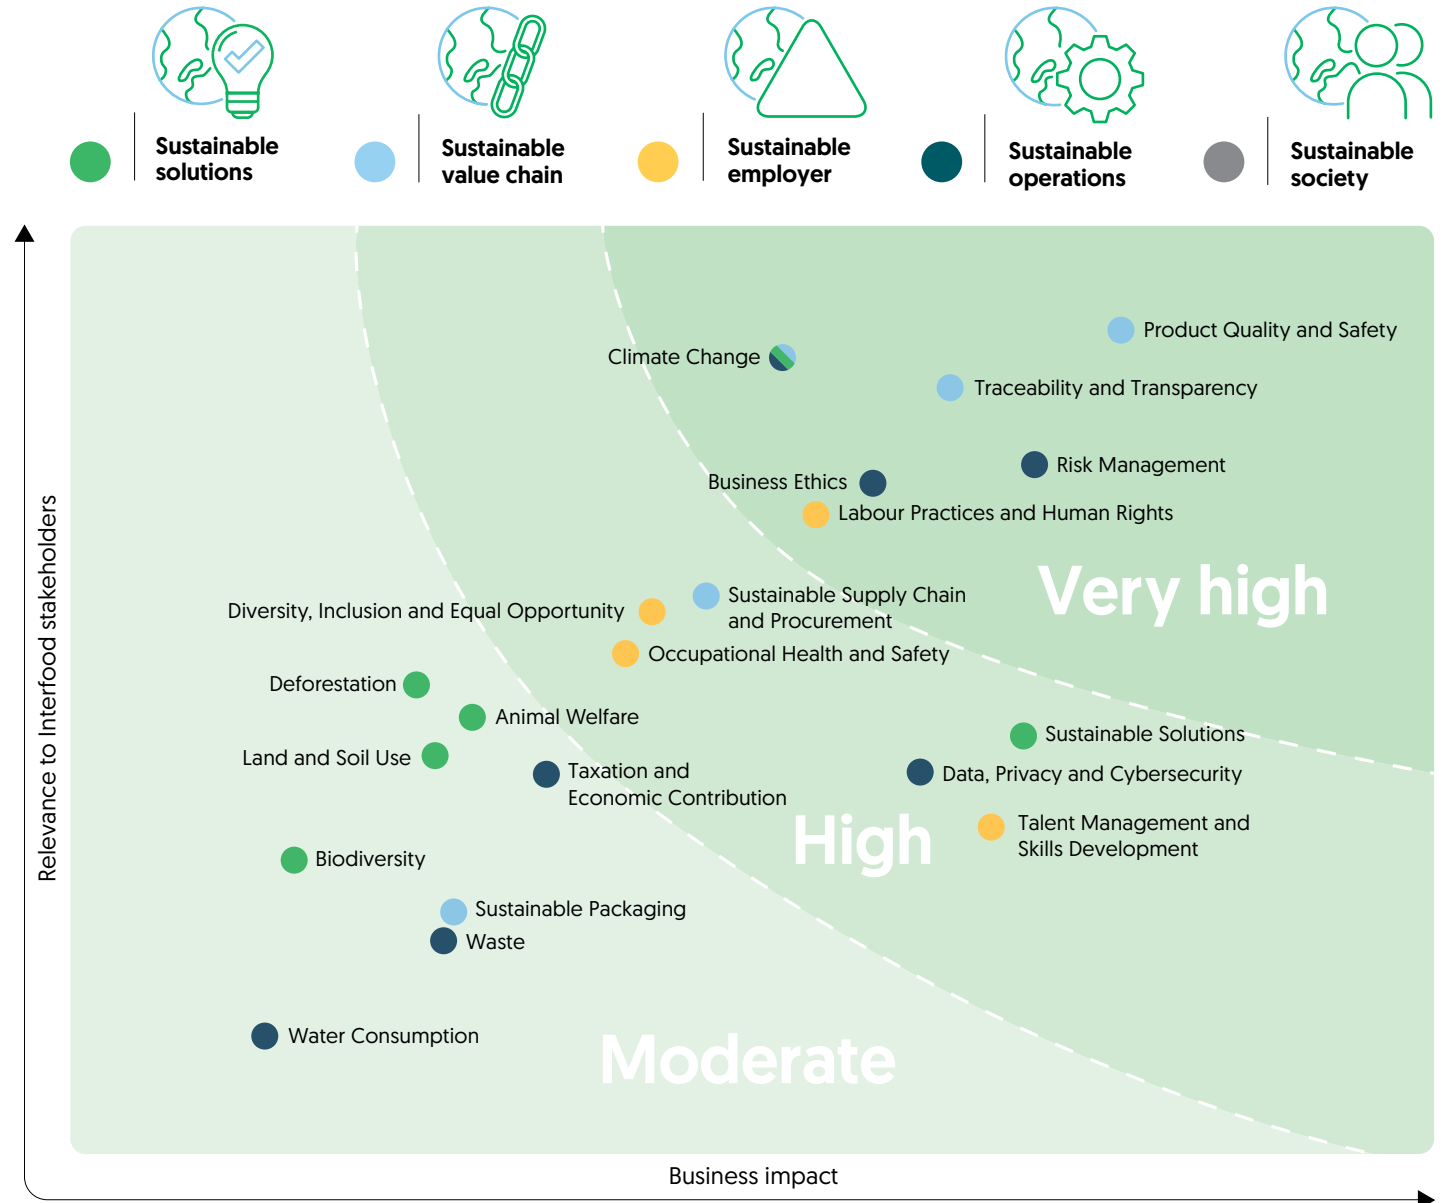 Sustainable
solutions
Sustainable
value chain
Sustainable
employer
Sustainable
operations
Sustainable
society
Relevance to Interfood stakeholders
Product Quality and Safety
Climate Change
Traceability and Transparency
Risk Management
Business Ethics
Labour Practices and Human Rights
Very high
Sustainable Supply Chain
and Procurement
Diversity, Inclusion and Equal Opportunity
Occupational Health and Safety
Deforestation
Animal Welfare
Land and Soil Use
Sustainable Solutions
Taxation and
Economic Contribution
Data, Privacy and Cybersecurity
High
Talent Management and
Skills Development
Biodiversity
Sustainable Packaging
Waste
Water Consumption
Moderate
Business impact